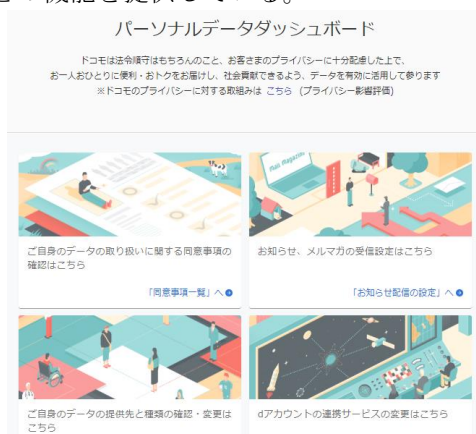 の機能を提供している。
パーソナルデータダッシュボード
ドコモは法令順守はもちろんのこと、お客さまのプライバシーに十分配慮した上で、
お一人おひとりに便利・おトクをお届けし、社会貢献できるよう、データを有効に活用して参ります
※ドコモのプライバシーに対する取組みは こちら (プライバシー影響評価)
Mail Magazine
ご自身のデータの取り扱いに関する同意事項の
確認はこちら
お知らせ、メルマガの受信設定はこちら
「同意事項一覧」へ
「お知らせ配信の設定」へ
ご自身のデータの提供先と種類の確認・変更は
こちら
dアカウントの連携サービスの変更はこちら